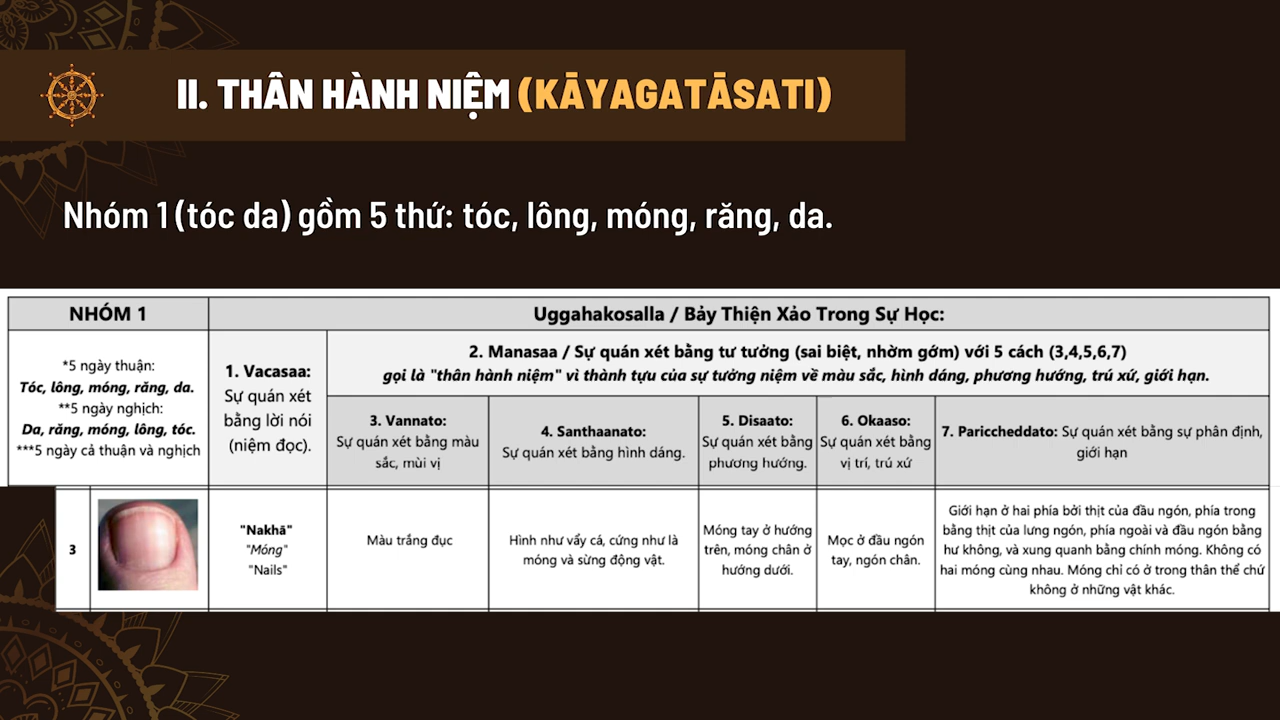 II. THÂN HÀNH NIỆM (KĀYAGATĀSATI)
Nhóm 1 (tóc da) gồm 5 thứ: tóc, lông, móng, răng, da.
NHÓM 1
Uggahakosalla / Bảy Thiện Xảo Trong Sự Học:
*5 ngày thuận:
Tóc, lông, móng, răng, da.
**5 ngày nghịch:
Da, răng, móng, lông, tóc.
***5 ngày cả thuận và nghịch
1. Vacasaa:
Sự quán xét
bằng lời nói
(niệm đọc).
2. Manasaa / Sự quán xét bằng tư tưởng (sai biệt, nhờm gớm) với 5 cách (3,4,5,6,7)
gọi là "thân hành niệm" vì thành tựu của sự tưởng niệm về màu sắc, hình dáng, phương hướng, trú xứ, giới hạn.
3. Vannato:
Sự quán xét bằng màu
sắc, mùi vị
4. Santhaanato:
Sự quán xét bằng hình dáng.
5. Disaato:
Sự quán xét bằng
phương hướng.
6. Okaaso:
Sự quán xét bằng
vị trí, trú xứ
7. Pariccheddato: Sự quán xét bằng sự phân định,
giới hạn
3
"Nakhā"
"Móng"
"Nails"
Màu trắng đục
Hình như vẩy cá, cứng như là
móng và sừng động vật.
Móng tay ở hướng
trên, móng chân ở
hướng dưới.
Mọc ở đầu ngón
tay, ngón chân.
Giới hạn ở hai phía bởi thịt của đầu ngón, phía trong
bằng thịt của lưng ngón, phía ngoài và đầu ngón bằng
hư không, và xung quanh bằng chính móng. Không có
hai móng cùng nhau. Móng chỉ có ở trong thân thể chứ
không ở những vật khác.